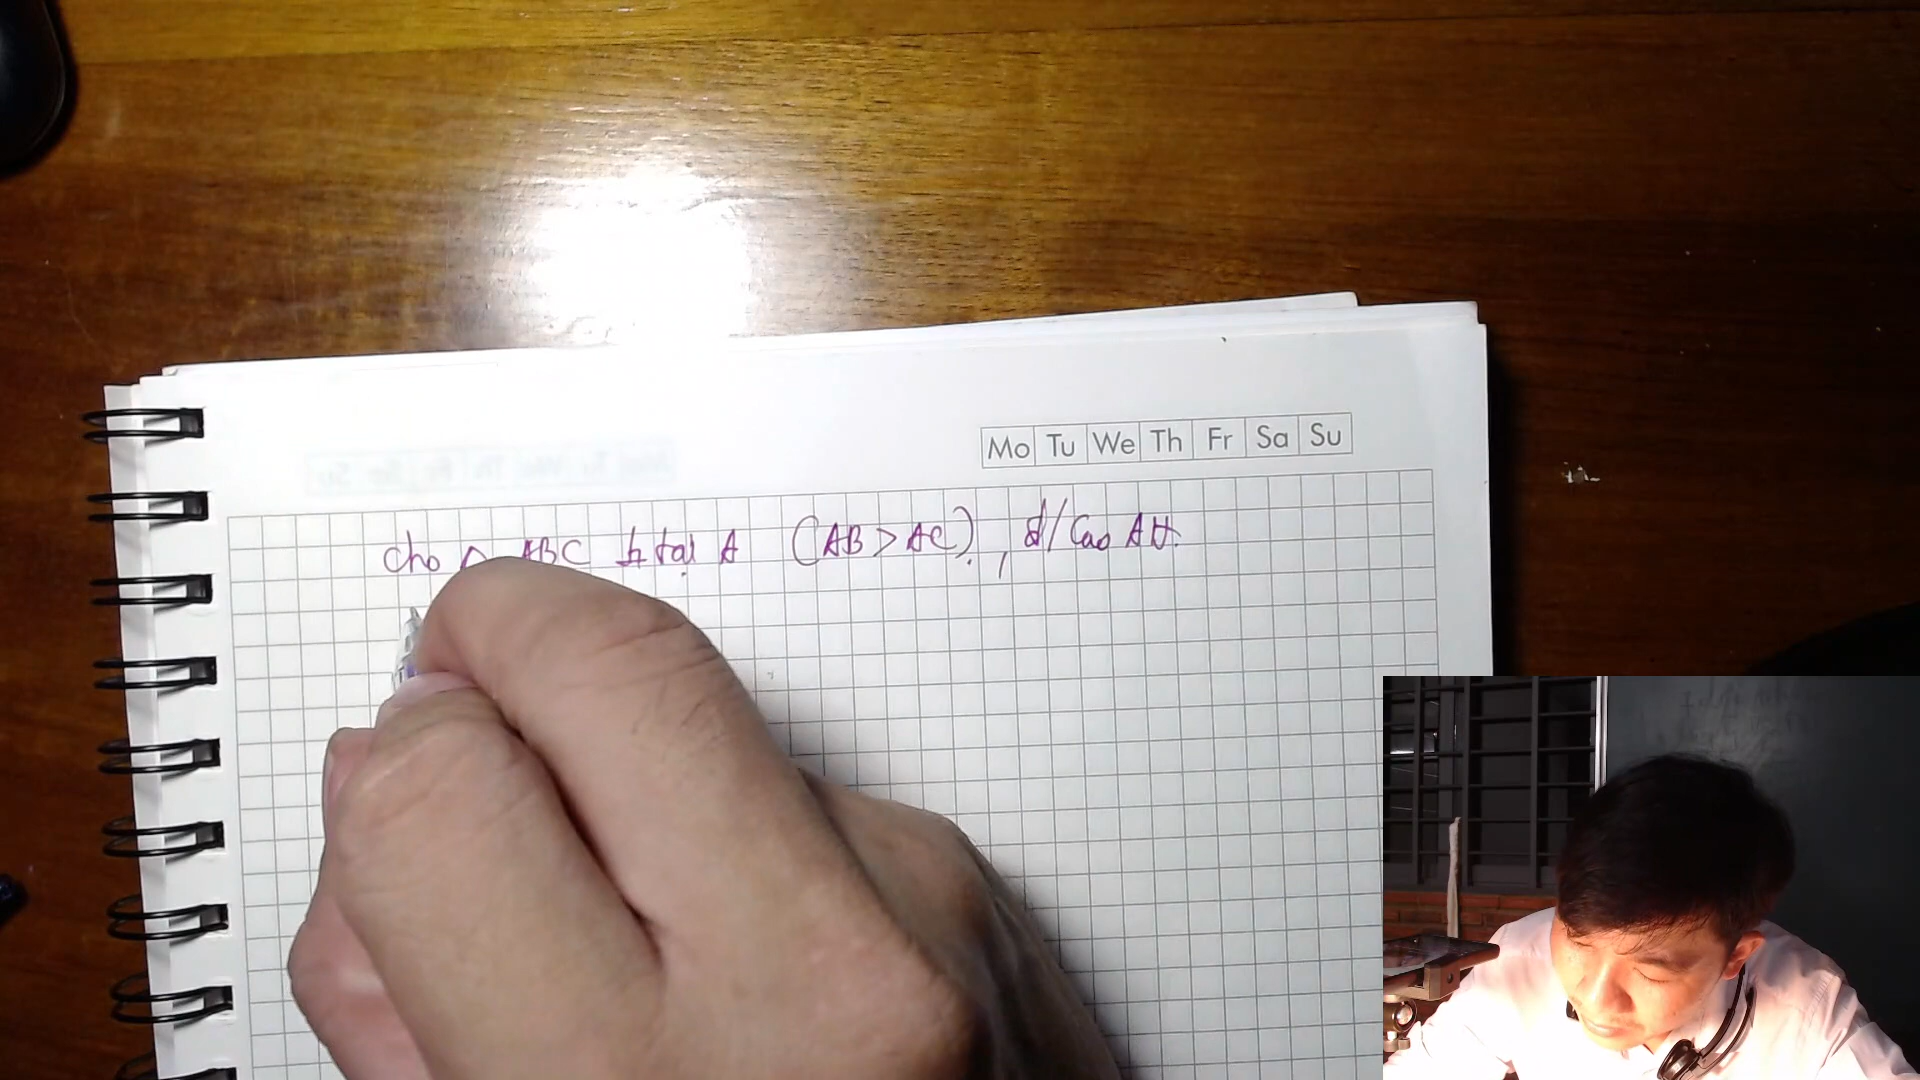 Mo Tu We Th Fr Sa Su
cho △ ABC ⊥ tại A (AB > AC), đ/cao AH.